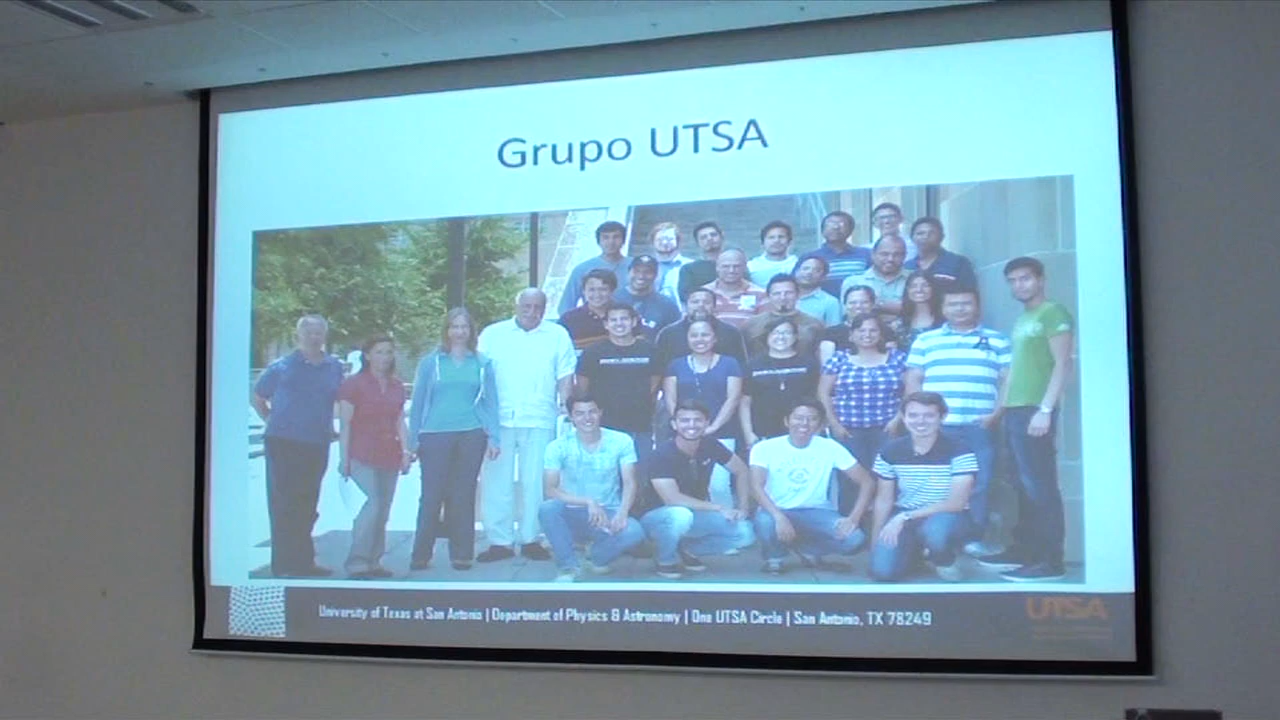 Grupo UTSA
University of Texas at San Antonio | Department of Physics & Astronomy | One UTSA Circle | San Antonio, TX 78249
UTSA